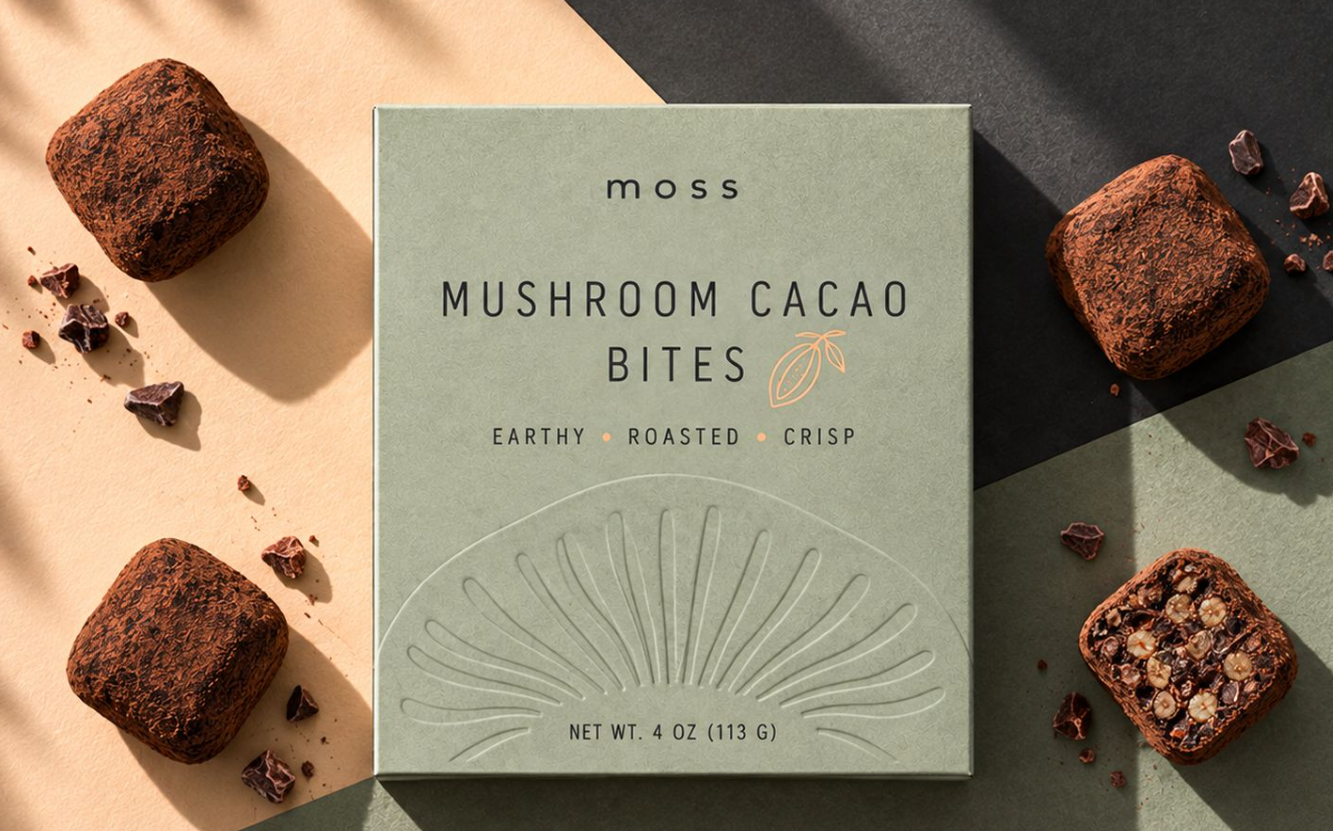 moss
MUSHROOM CACAO
BITES
EARTHY • ROASTED • CRISP
NET WT. 4 OZ (113 G)